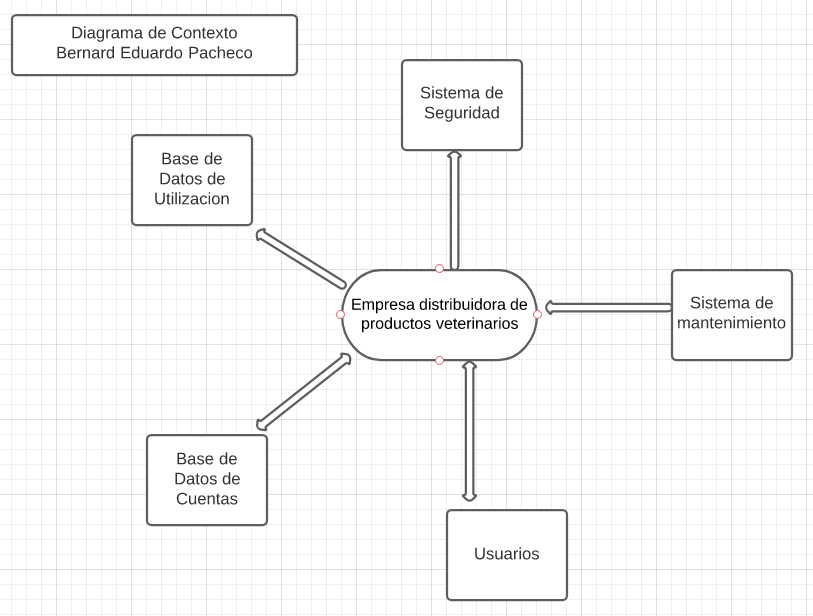 Diagrama de Contexto
Bernard Eduardo Pacheco
Sistema de
Seguridad
Base de
Datos de
Utilizacion
Empresa distribuidora de
productos veterinarios
Sistema de
mantenimiento
Base de
Datos de
Cuentas
Usuarios